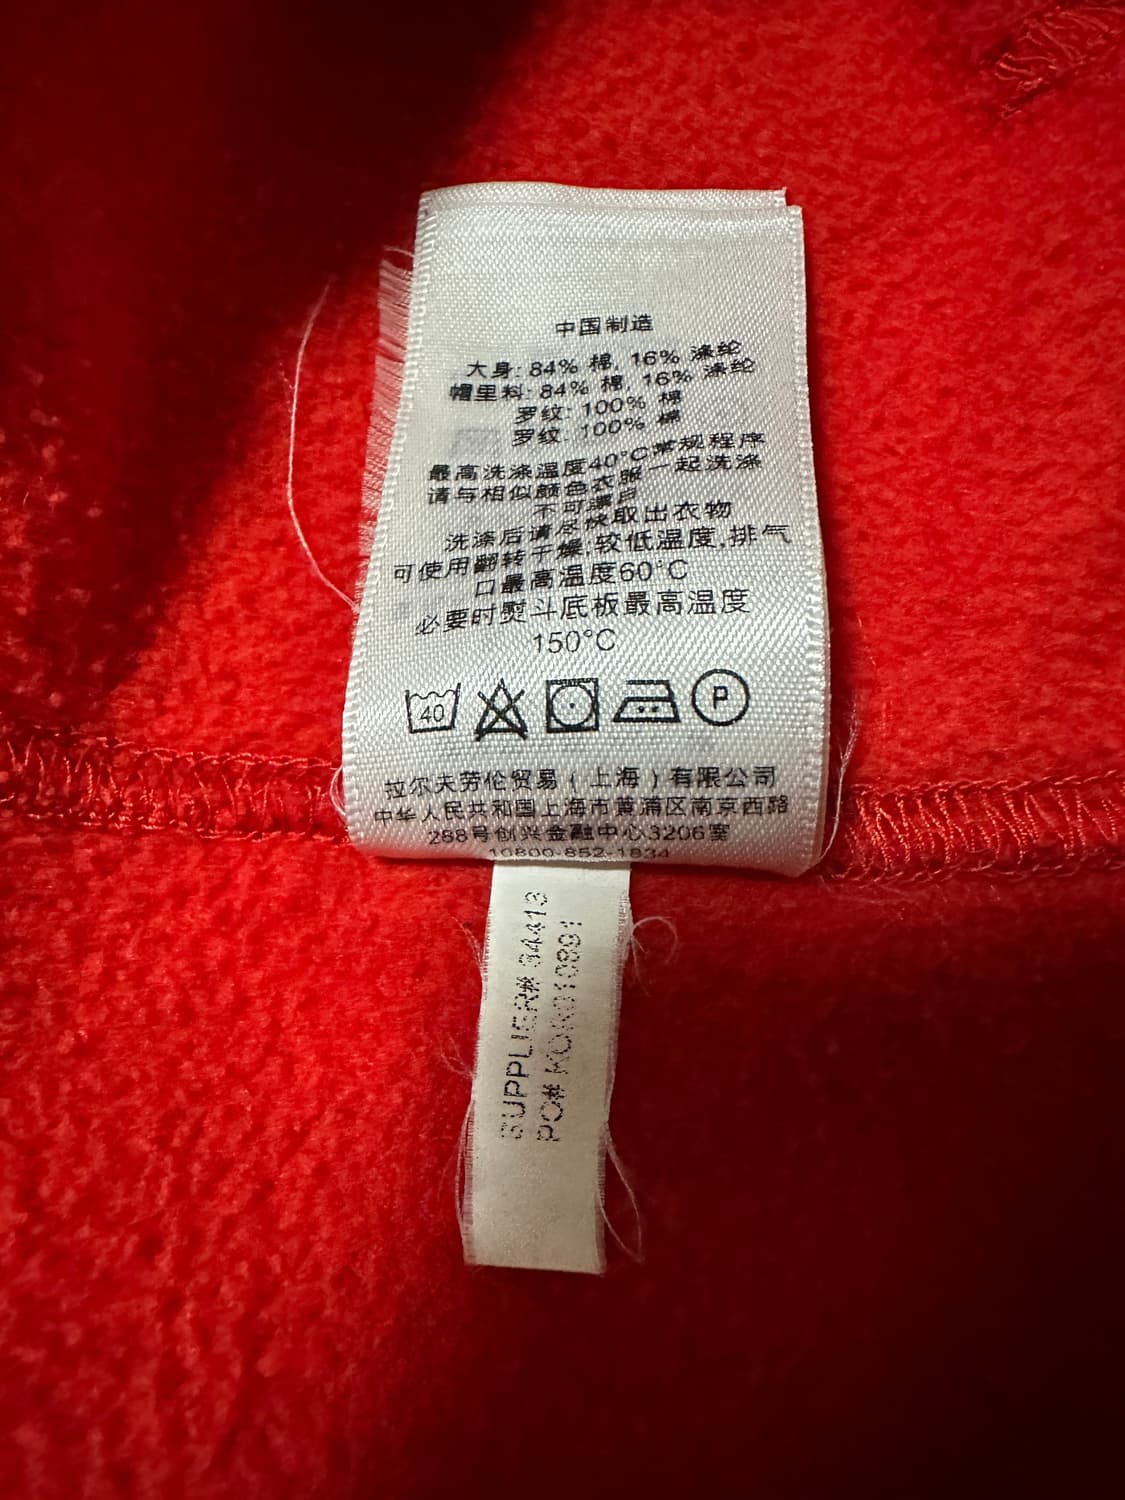 中国制造
大身: 84% 棉, 16% 涤纶
帽里料: 84% 棉, 16% 涤纶
罗纹: 100% 棉
罗纹: 100% 棉
最高洗涤温度40°C常规程序
请与相似颜色衣服一起洗涤
不可漂白
洗涤后请尽快取出衣物
可使用翻转干燥,较低温度,排气
口最高温度60°C
必要时熨斗底板最高温度
150°C
40
P
拉尔夫劳伦贸易（上海）有限公司
中华人民共和国上海市黄浦区南京西路
288号创兴金融中心3206室
10800-852-1834
SUPPLIER# 34413
PO#